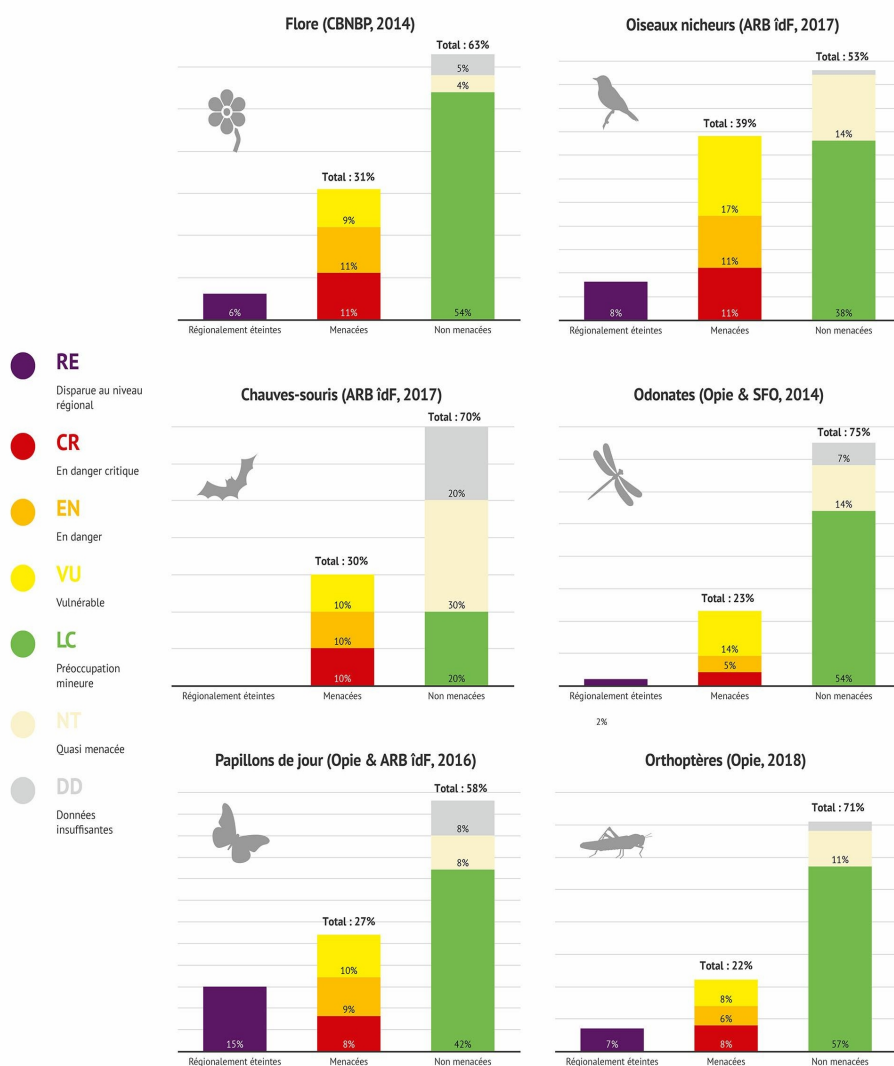 Flore (CBNBP, 2014)
Total : 63%
5%
4%
Total : 31%
9%
11%
6%
11%
54%
Régionalement éteintes
Menacées
Non menacées
Oiseaux nicheurs (ARB îdF, 2017)
Total : 53%
Total : 39%
14%
17%
11%
8%
11%
38%
Régionalement éteintes
Menacées
Non menacées
RE
Disparue au niveau
régional
CR
En danger critique
EN
En danger
VU
Vulnérable
LC
Préoccupation
mineure
NT
Quasi menacée
DD
Données
insuffisantes
Chauves-souris (ARB îdF, 2017)
Total : 70%
20%
Total : 30%
10%
30%
10%
10%
20%
Régionalement éteintes
Menacées
Non menacées
Odonates (Opie & SFO, 2014)
Total : 75%
7%
14%
Total : 23%
14%
5%
54%
Régionalement éteintes
Menacées
Non menacées
2%
Papillons de jour (Opie & ARB îdF, 2016)
Total : 58%
8%
8%
Total : 27%
10%
9%
15%
8%
42%
Régionalement éteintes
Menacées
Non menacées
Orthoptères (Opie, 2018)
Total : 71%
11%
Total : 22%
8%
6%
7%
8%
57%
Régionalement éteintes
Menacées
Non menacées